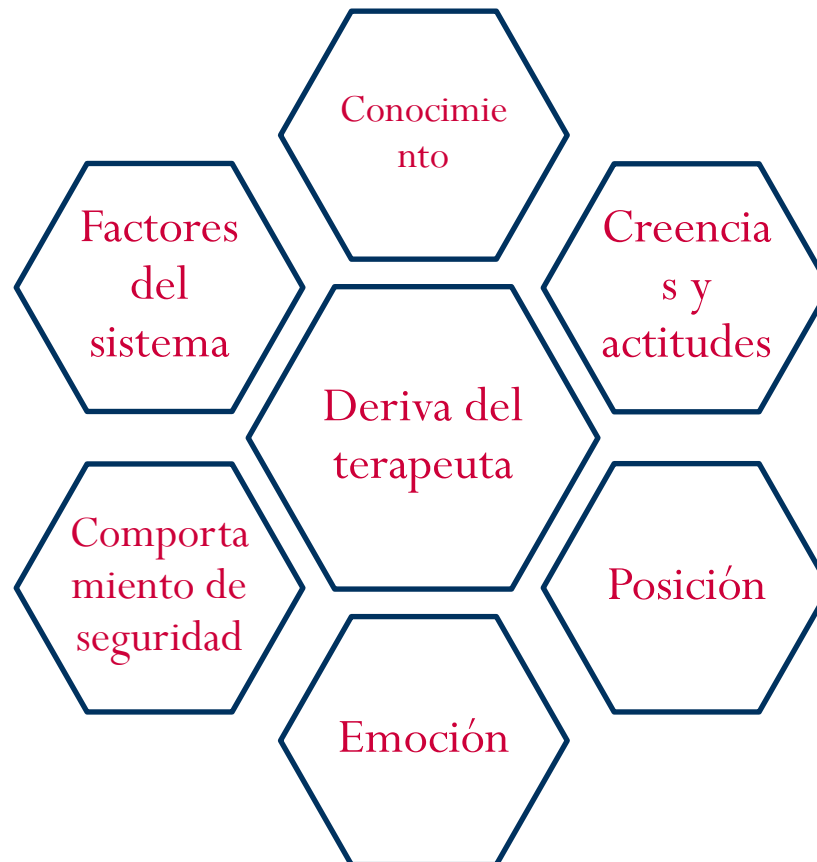 Conocimie
nto
Factores
del
sistema
Creencia
s y
actitudes
Deriva del
terapeuta
Comporta
miento de
seguridad
Posición
Emoción